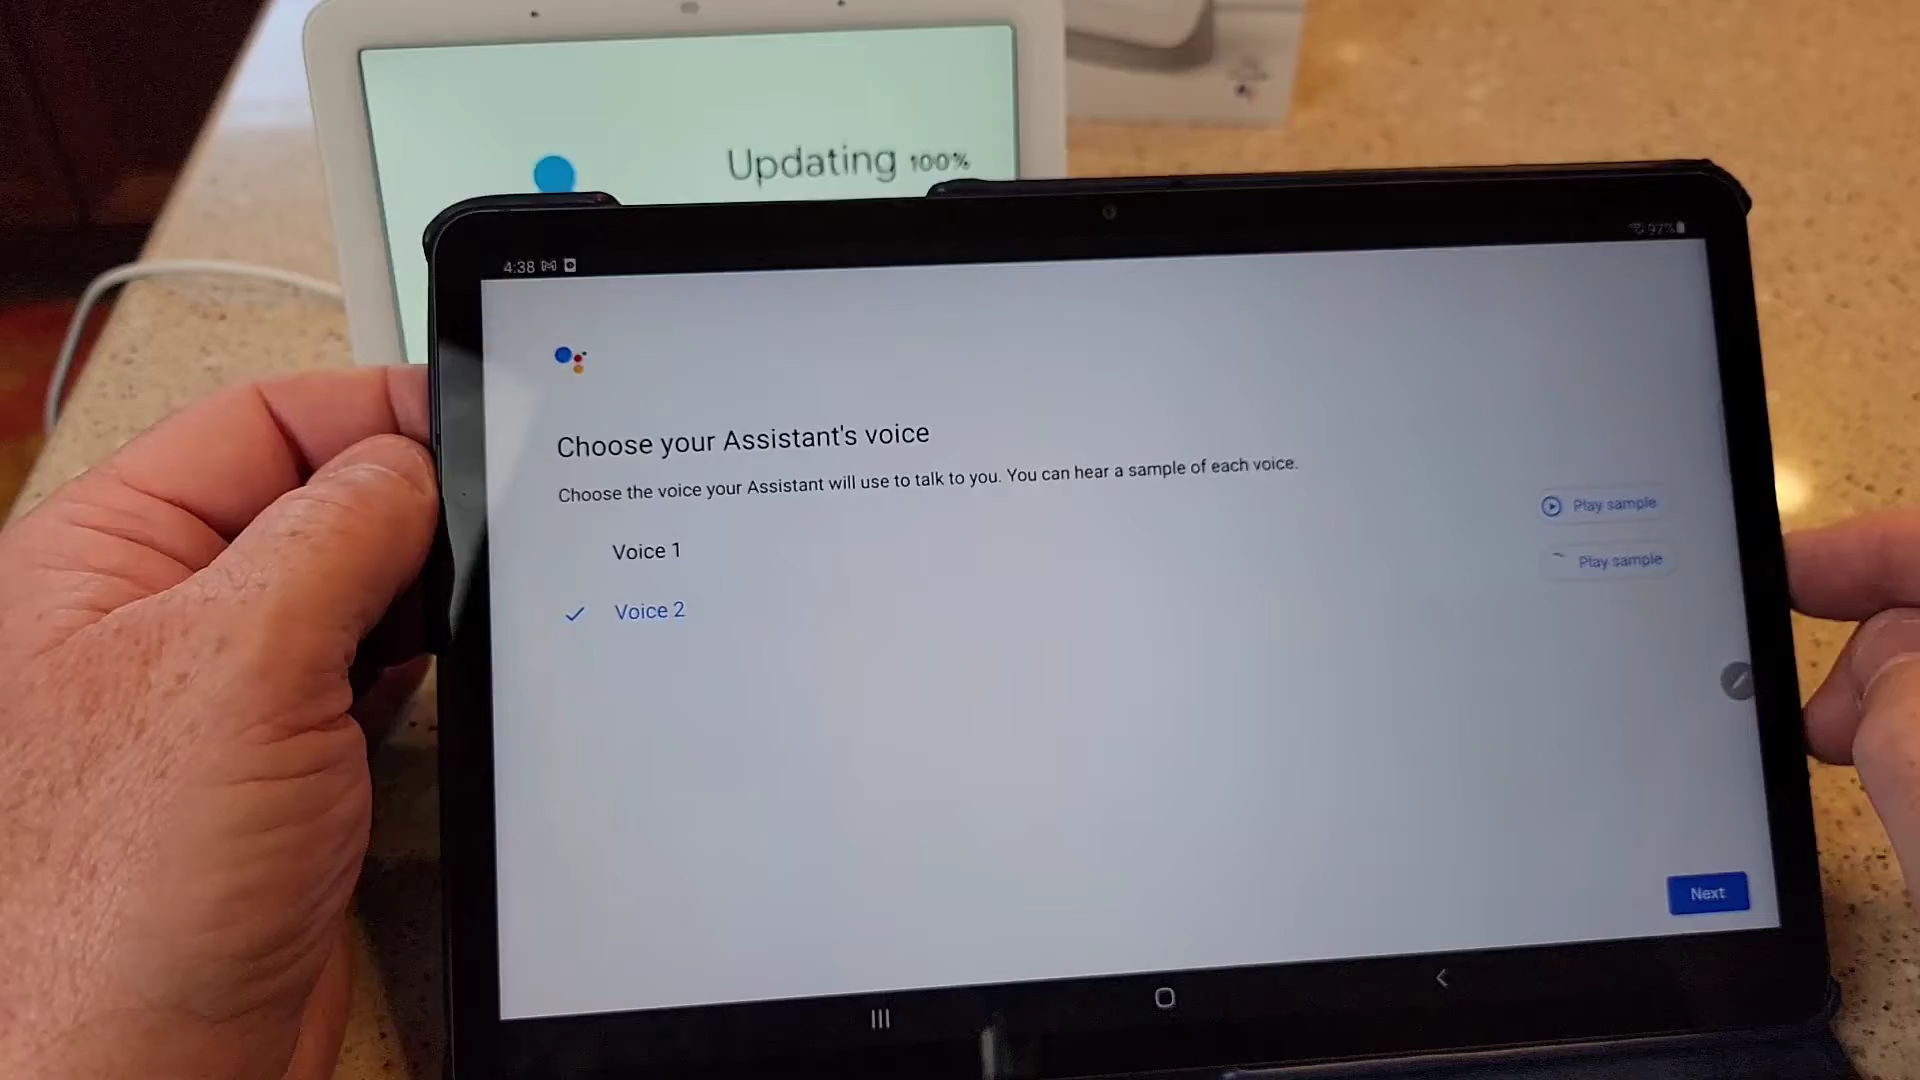 Updating 100%
4:38
97%
Choose your Assistant's voice
Choose the voice your Assistant will use to talk to you. You can hear a sample of each voice.
Voice 1
Play sample
Voice 2
Play sample
Next